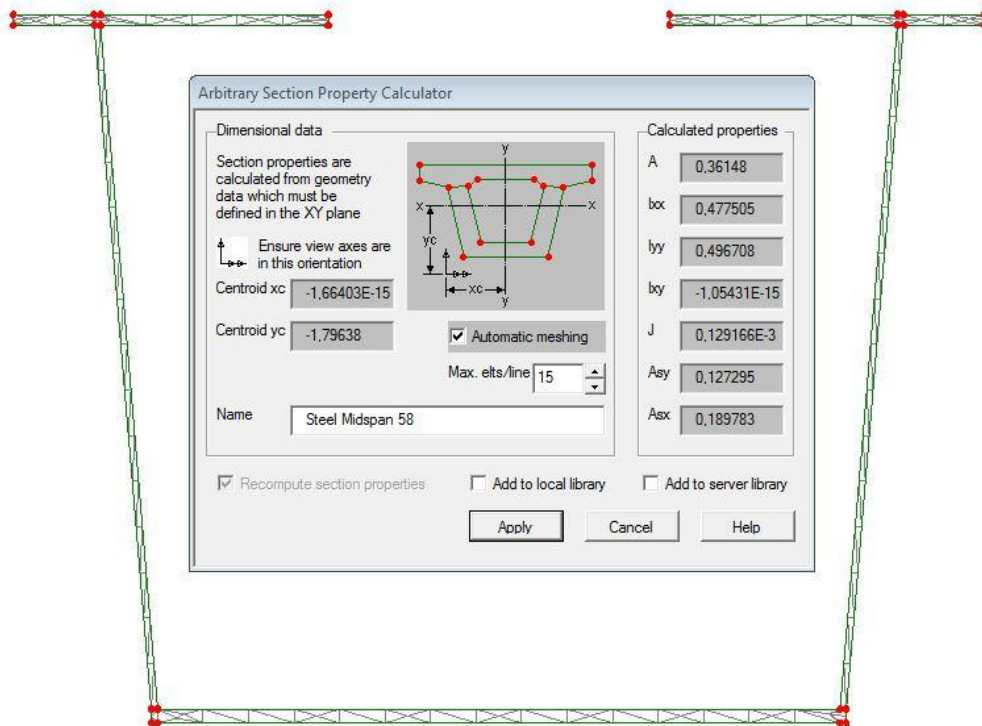 Arbitrary Section Property Calculator
Dimensional data
Section properties are
calculated from geometry
data which must be
defined in the XY plane
Ensure view axes are
in this orientation
y
x
x
yc
xc
y
Centroid xc -1,66403E-15
Centroid yc -1,79638
Automatic meshing
Max. elts/line 15
Name Steel Midspan 58
Calculated properties
A 0,36148
Ixx 0,477505
Iyy 0,496708
Ixy -1,05431E-15
J 0,129166E-3
Asy 0,127295
Asx 0,189783
Recompute section properties
Add to local library
Add to server library
Apply
Cancel
Help